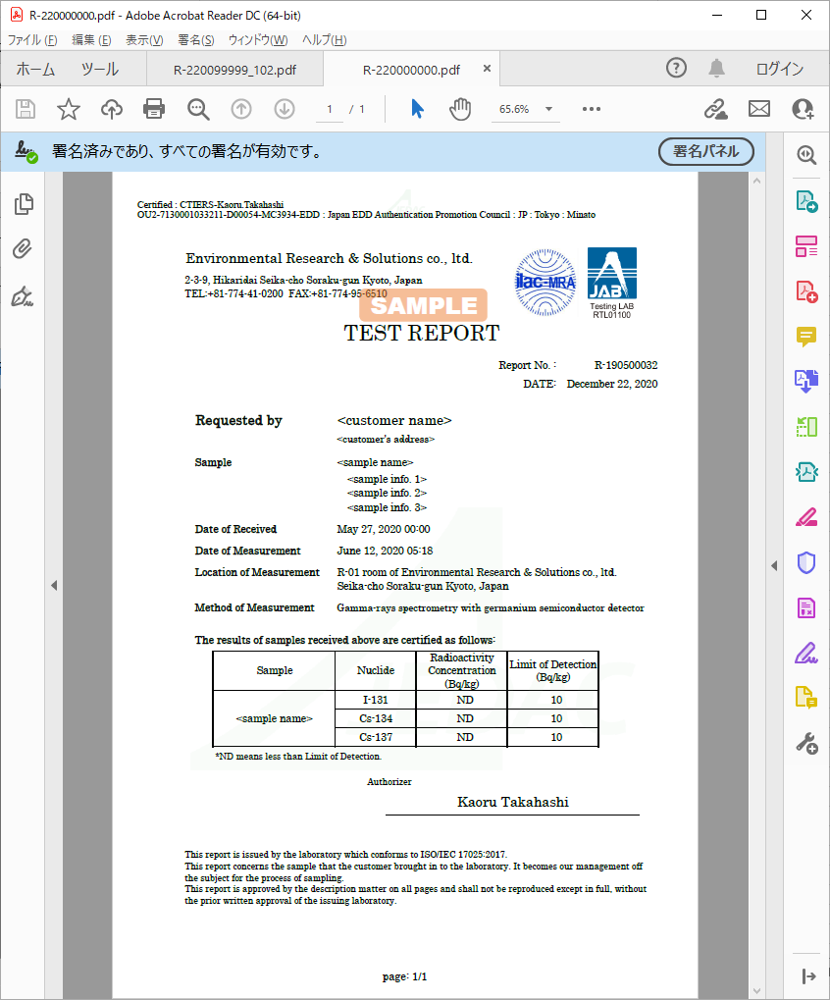 R-220000000.pdf - Adobe Acrobat Reader DC (64-bit)
ファイル (F) 編集 (E) 表示(V) 署名(S) ウィンドウ(W) ヘルプ(H)
ホーム ツール R-220099999_102.pdf R-220000000.pdf × ログイン
1 / 1 65.6%
署名済みであり、すべての署名が有効です。 署名パネル
Certified : CTIERS-Kaoru.Takahashi
OU2-7130001033211-D00054-MC3934-EDD : Japan EDD Authentication Promotion Council : JP : Tokyo : Minato
Environmental Research & Solutions co., ltd.
2-3-9, Hikaridai Seika-cho Soraku-gun Kyoto, Japan
TEL:+81-774-41-0200 FAX:+81-774-95-6510
ilac-MRA
JAB
Testing LAB
RTL01100
SAMPLE
TEST REPORT
Report No. : R-190500032
DATE: December 22, 2020
Requested by <customer name>
<customer's address>
Sample <sample name>
<sample info. 1>
<sample info. 2>
<sample info. 3>
Date of Received May 27, 2020 00:00
Date of Measurement June 12, 2020 05:18
Location of Measurement R-01 room of Environmental Research & Solutions co., ltd.
Seika-cho Soraku-gun Kyoto, Japan
Method of Measurement Gamma-rays spectrometry with germanium semiconductor detector
The results of samples received above are certified as follows:
Sample Nuclide Radioactivity Concentration (Bq/kg) Limit of Detection (Bq/kg)
<sample name> I-131 ND 10
Cs-134 ND 10
Cs-137 ND 10
*ND means less than Limit of Detection.
Authorizer
Kaoru Takahashi
This report is issued by the laboratory which conforms to ISO/IEC 17025:2017.
This report concerns the sample that the customer brought in to the laboratory. It becomes our management off
the subject for the process of sampling.
This report is approved by the description matter on all pages and shall not be reproduced except in full, without
the prior written approval of the issuing laboratory.
page: 1/1